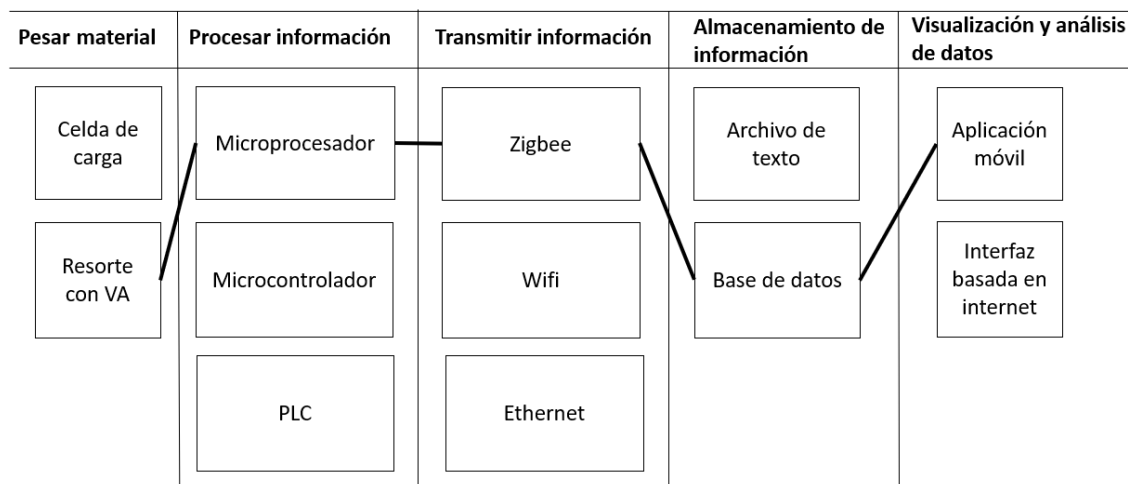 Pesar material
Procesar información
Transmitir información
Almacenamiento de
información
Visualización y análisis
de datos
Celda de
carga
Microprocesador
Zigbee
Archivo de
texto
Aplicación
móvil
Resorte
con VA
Microcontrolador
Wifi
Base de datos
Interfaz
basada en
internet
PLC
Ethernet